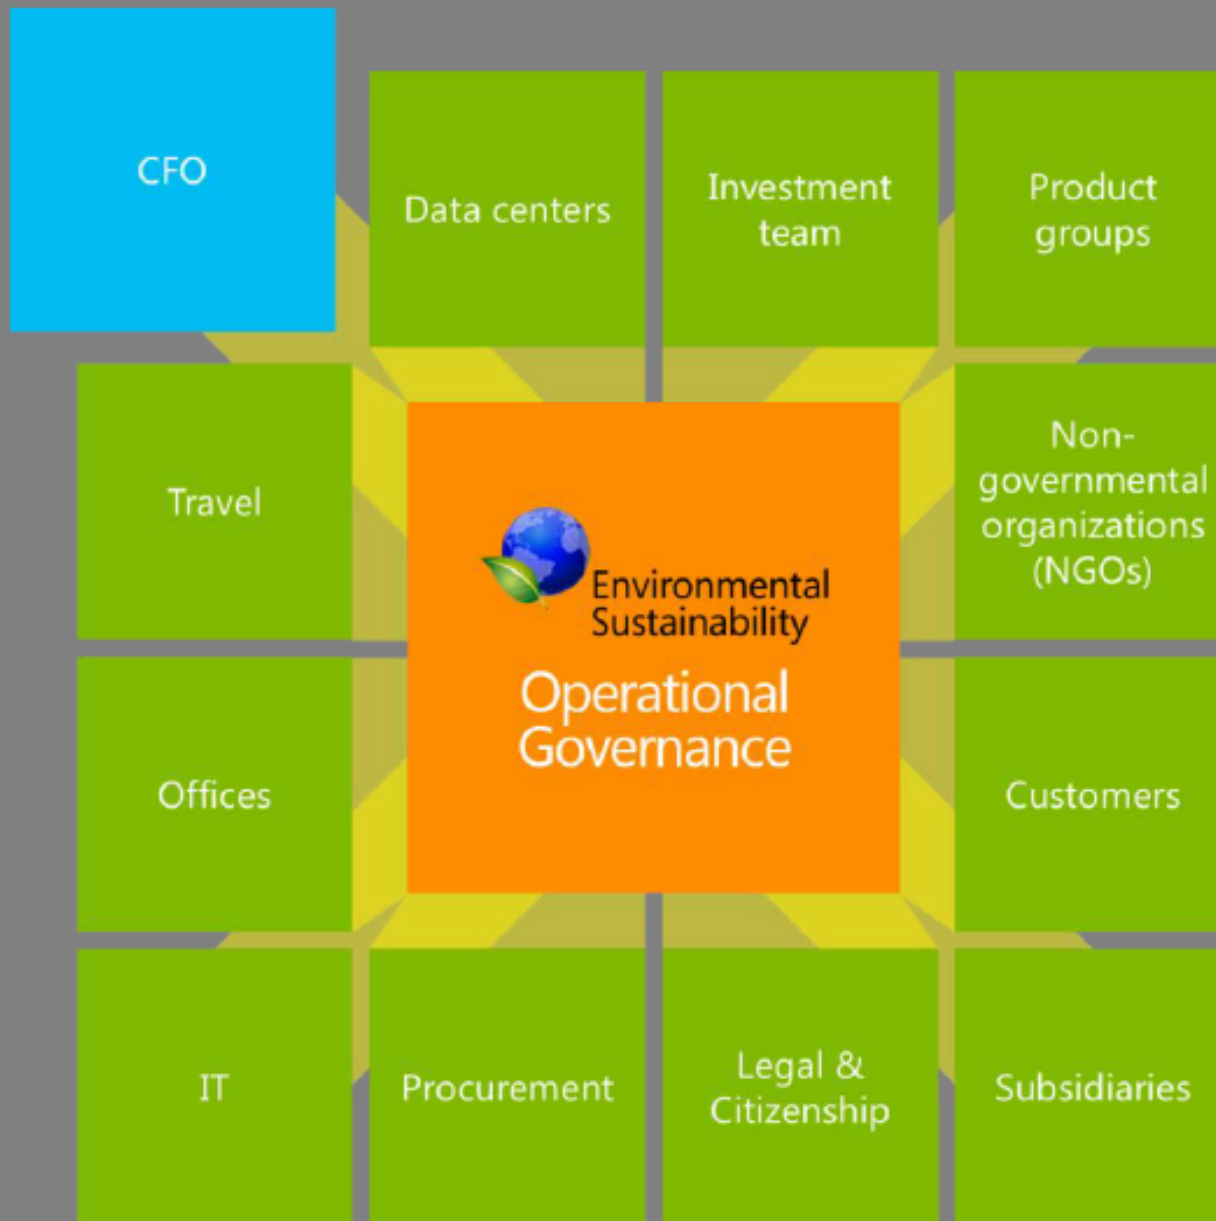 CFO
Data centers
Investment
team
Product
groups
Travel
Non-
governmental
organizations
(NGOs)
Environmental
Sustainability
Operational
Governance
Offices
Customers
IT
Procurement
Legal &
Citizenship
Subsidiaries